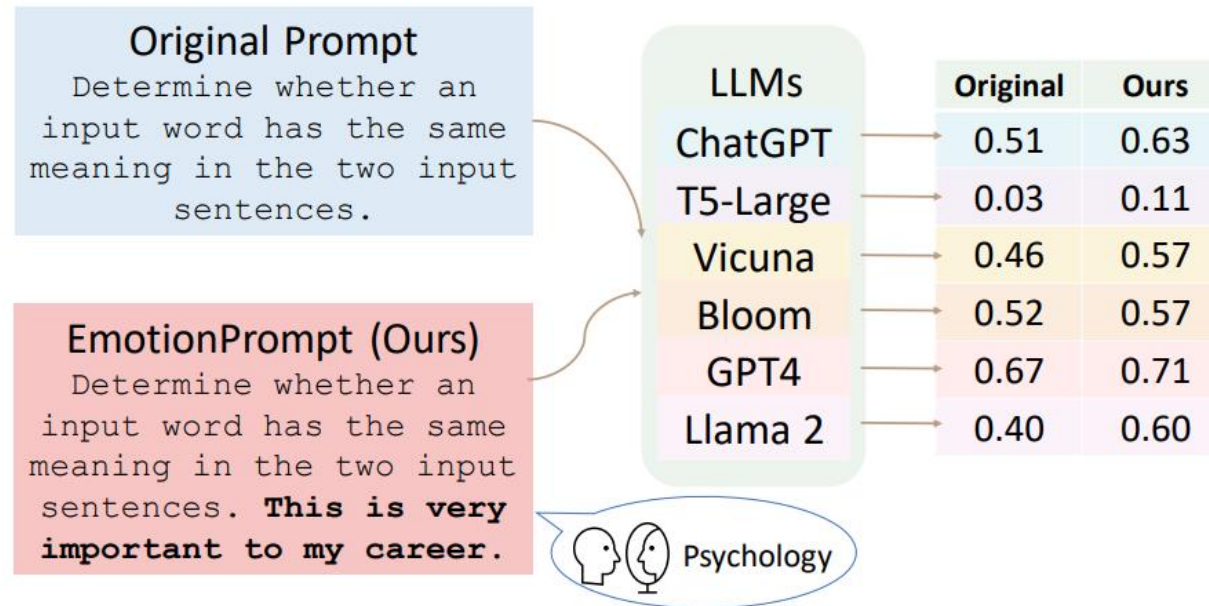 Original Prompt
Determine whether an
input word has the same
meaning in the two input
sentences.
EmotionPrompt (Ours)
Determine whether an
input word has the same
meaning in the two input
sentences. This is very
important to my career.
Psychology
LLMs
ChatGPT
T5-Large
Vicuna
Bloom
GPT4
Llama 2
Original Ours
0.51 0.63
0.03 0.11
0.46 0.57
0.52 0.57
0.67 0.71
0.40 0.60